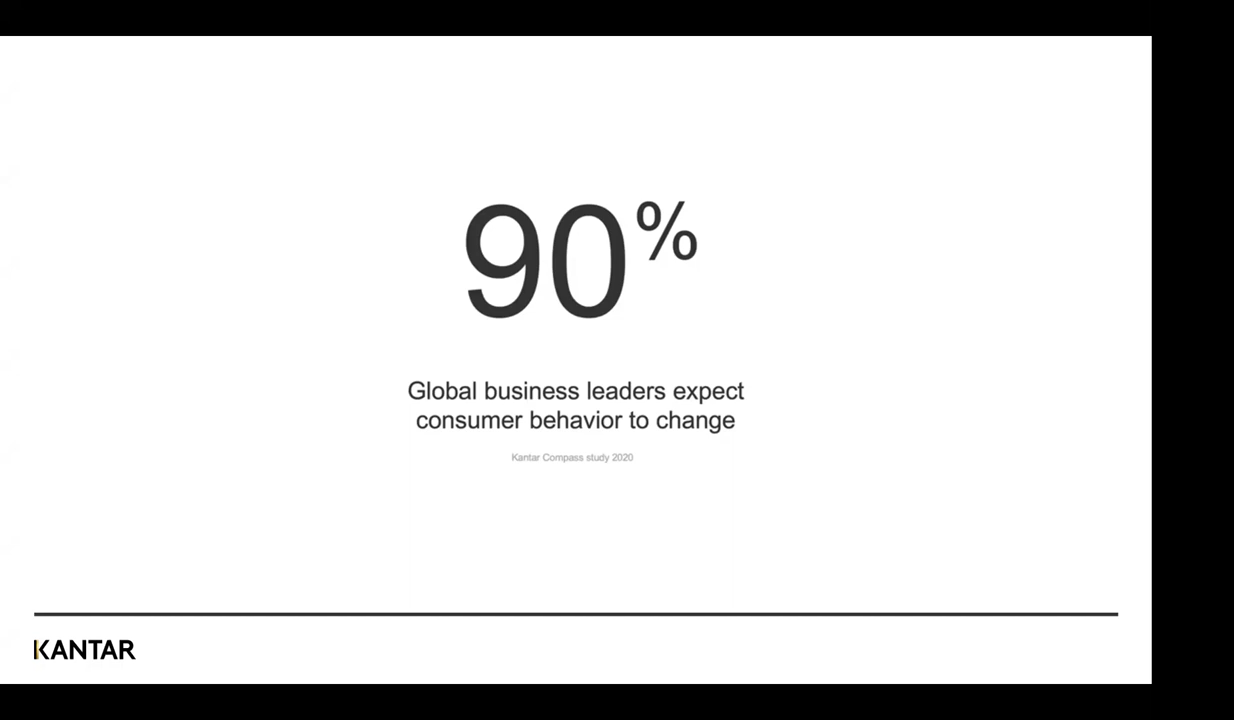 90%
Global business leaders expect
consumer behavior to change
Kantar Compass study 2020
KANTAR